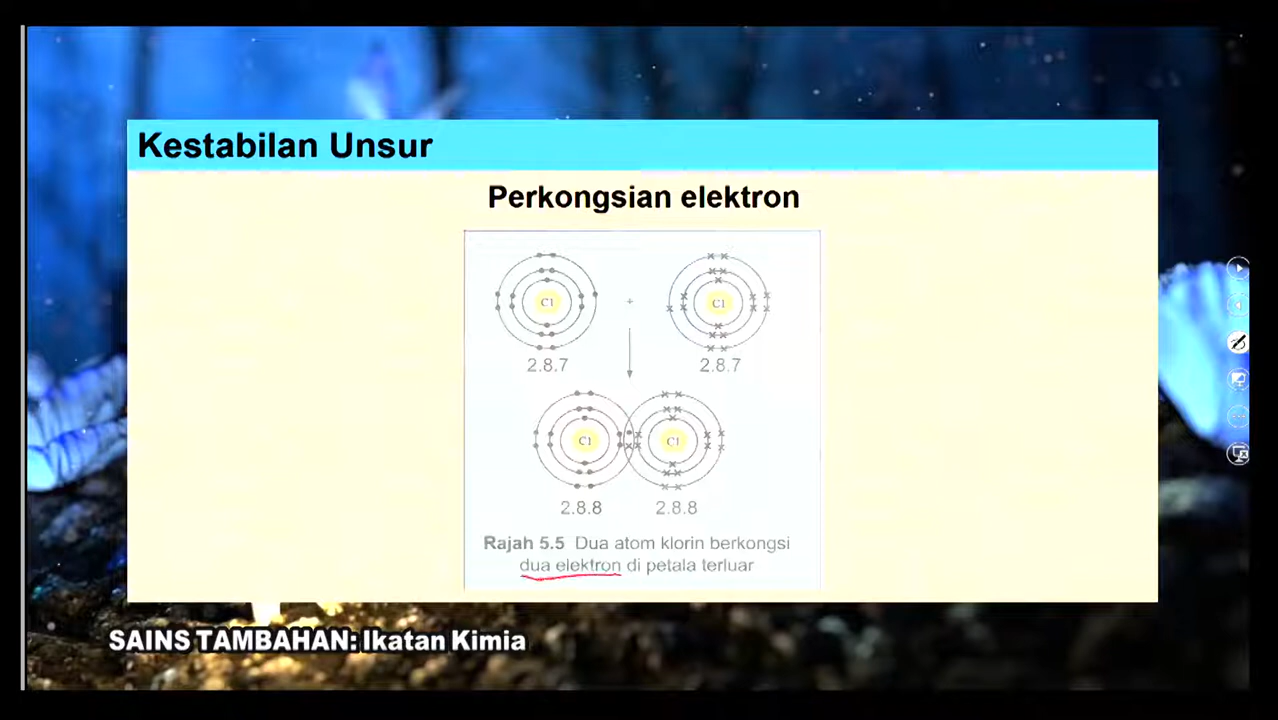 Kestabilan Unsur
Perkongsian elektron
Cl + Cl
2.8.7 2.8.7
Cl Cl
2.8.8 2.8.8
Rajah 5.5 Dua atom klorin berkongsi
dua elektron di petala terluar
SAINS TAMBAHAN: Ikatan Kimia